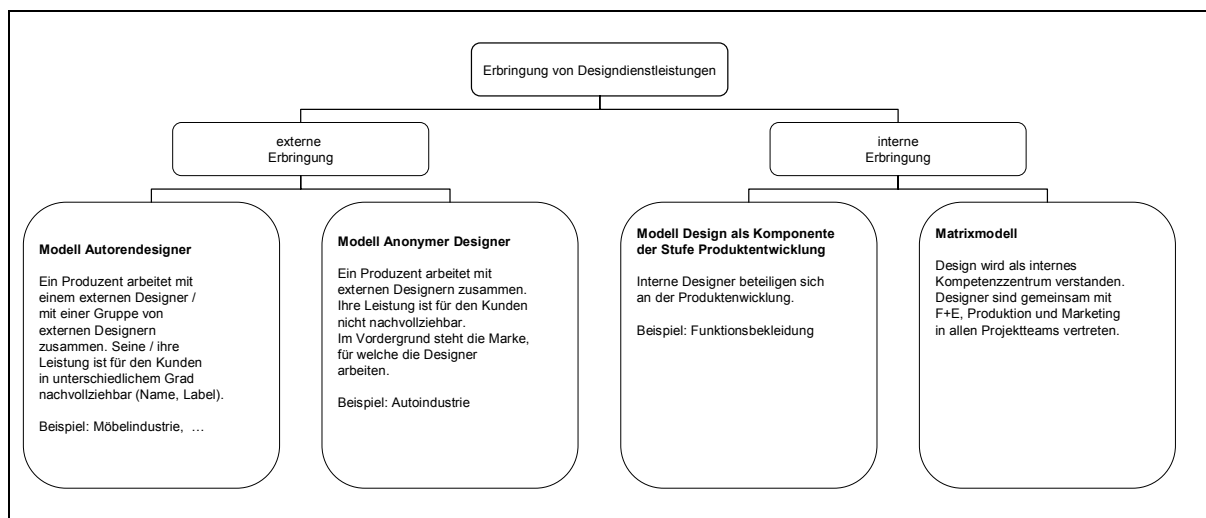 Erbringung von Designdienstleistungen
externe
Erbringung
interne
Erbringung
Modell Autorendesigner
Ein Produzent arbeitet mit
einem externen Designer /
mit einer Gruppe von
externen Designern
zusammen. Seine / ihre
Leistung ist für den Kunden
in unterschiedlichem Grad
nachvollziehbar (Name, Label).
Beispiel: Möbelindustrie, …
Modell Anonymer Designer
Ein Produzent arbeitet mit
externen Designern zusammen.
Ihre Leistung ist für den Kunden
nicht nachvollziehbar.
Im Vordergrund steht die Marke,
für welche die Designer
arbeiten.
Beispiel: Autoindustrie
Modell Design als Komponente
der Stufe Produktentwicklung
Interne Designer beteiligen sich
an der Produktenwicklung.
Beispiel: Funktionsbekleidung
Matrixmodell
Design wird als internes
Kompetenzzentrum verstanden.
Designer sind gemeinsam mit
F+E, Produktion und Marketing
in allen Projektteams vertreten.